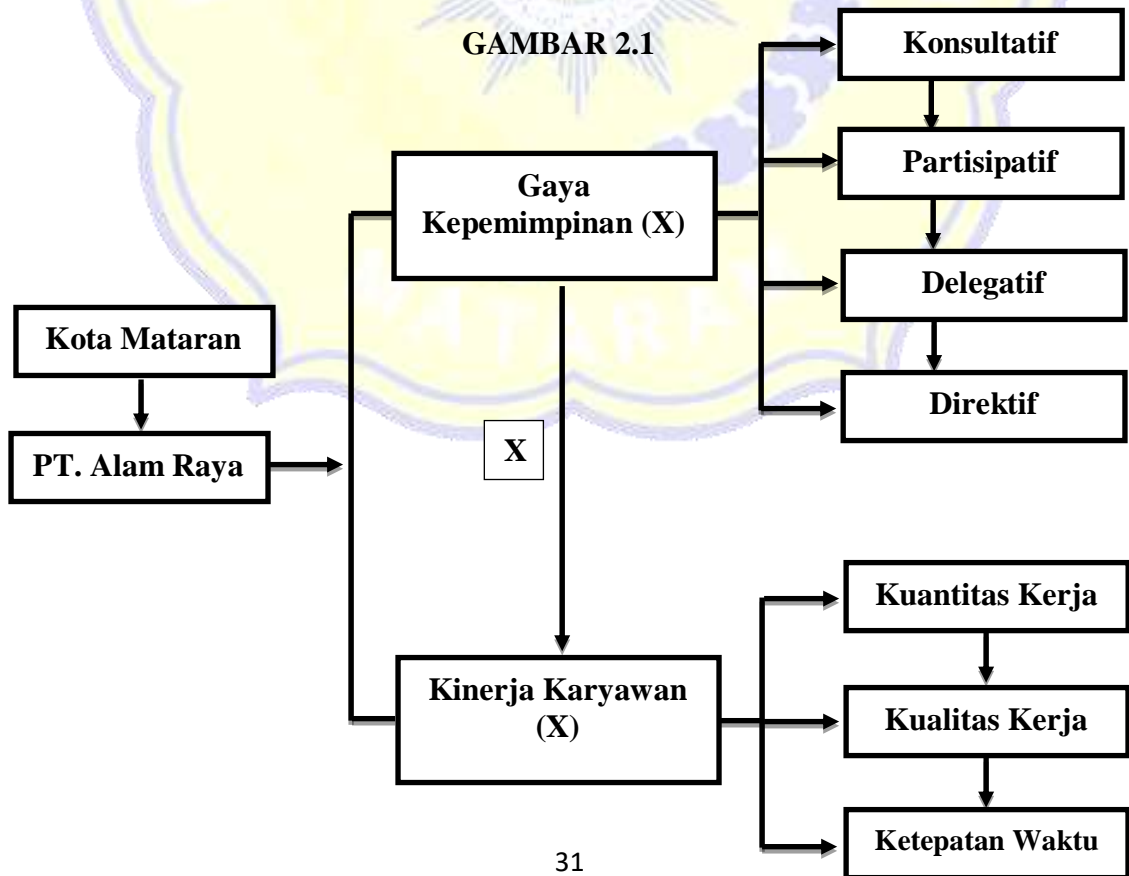 GAMBAR 2.1
Konsultatif
Partisipatif
Gaya
Kepemimpinan (X)
Delegatif
MATARAM
Kota Mataran
Direktif
X
PT. Alam Raya
Kuantitas Kerja
Kinerja Karyawan
(X)
Kualitas Kerja
Ketepatan Waktu
31